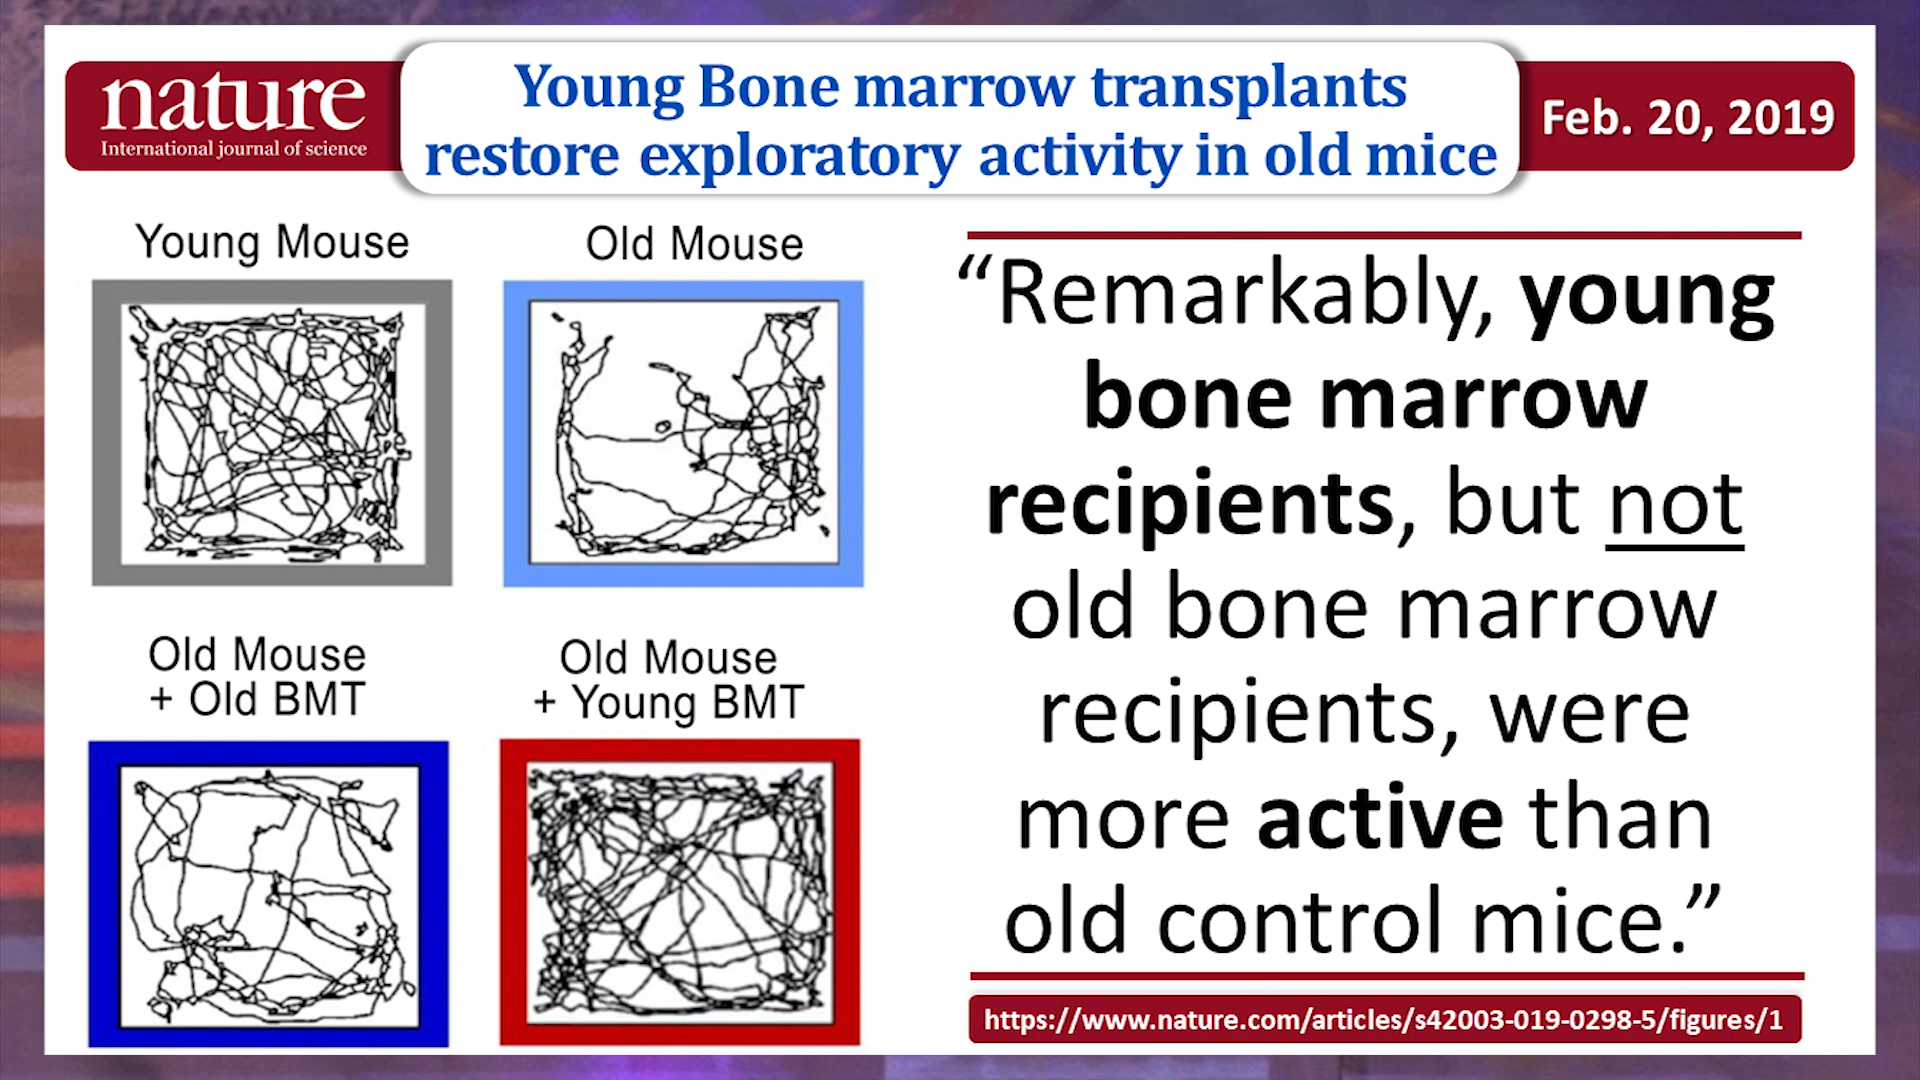 nature
International journal of science
Young Bone marrow transplants
restore exploratory activity in old mice
Feb. 20, 2019
Young Mouse
Old Mouse
Old Mouse
+ Old BMT
Old Mouse
+ Young BMT
“Remarkably, young
bone marrow
recipients, but not
old bone marrow
recipients, were
more active than
old control mice.”
https://www.nature.com/articles/s42003-019-0298-5/figures/1